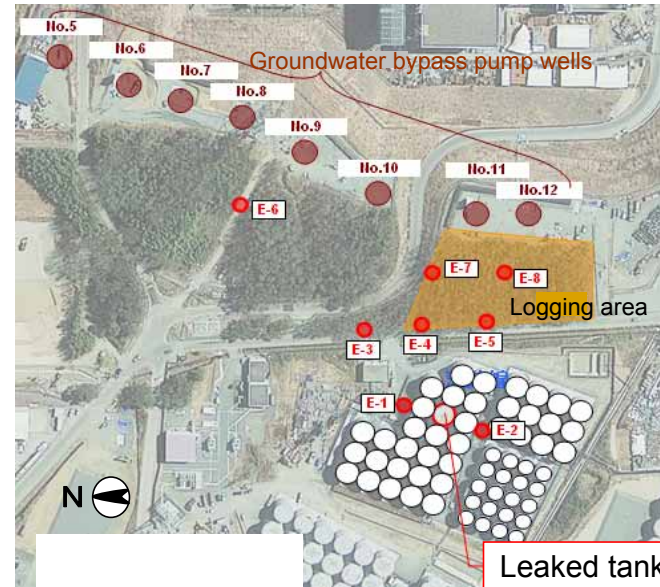 No.5
No.6
No.7
No.8
No.9
No.10
No.11
No.12
Groundwater bypass pump wells
E-6
E-7
E-8
Logging area
E-3
E-4
E-5
E-1
E-2
N
Leaked tank